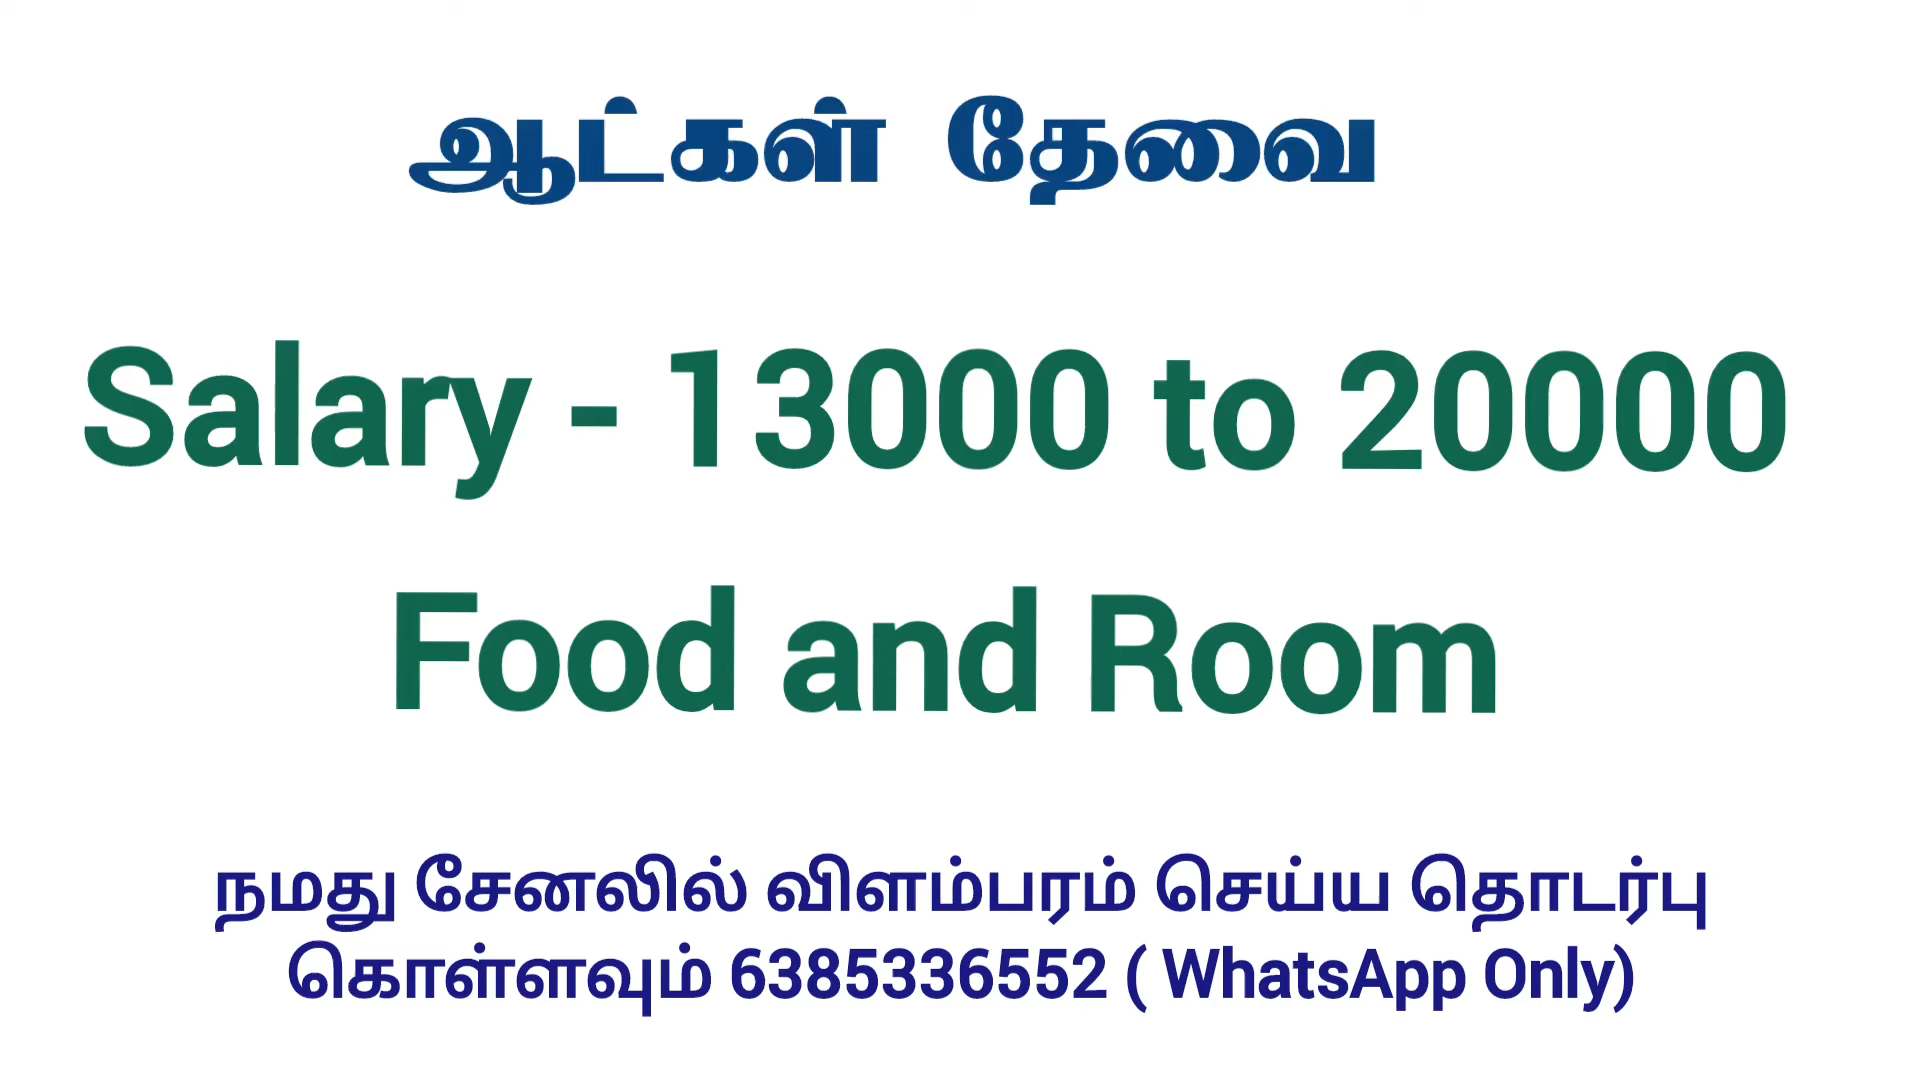 ஆட்கள் தேவை
Salary - 13000 to 20000
Food and Room
நமது சேனலில் விளம்பரம் செய்ய தொடர்பு
கொள்ளவும் 6385336552 ( WhatsApp Only)